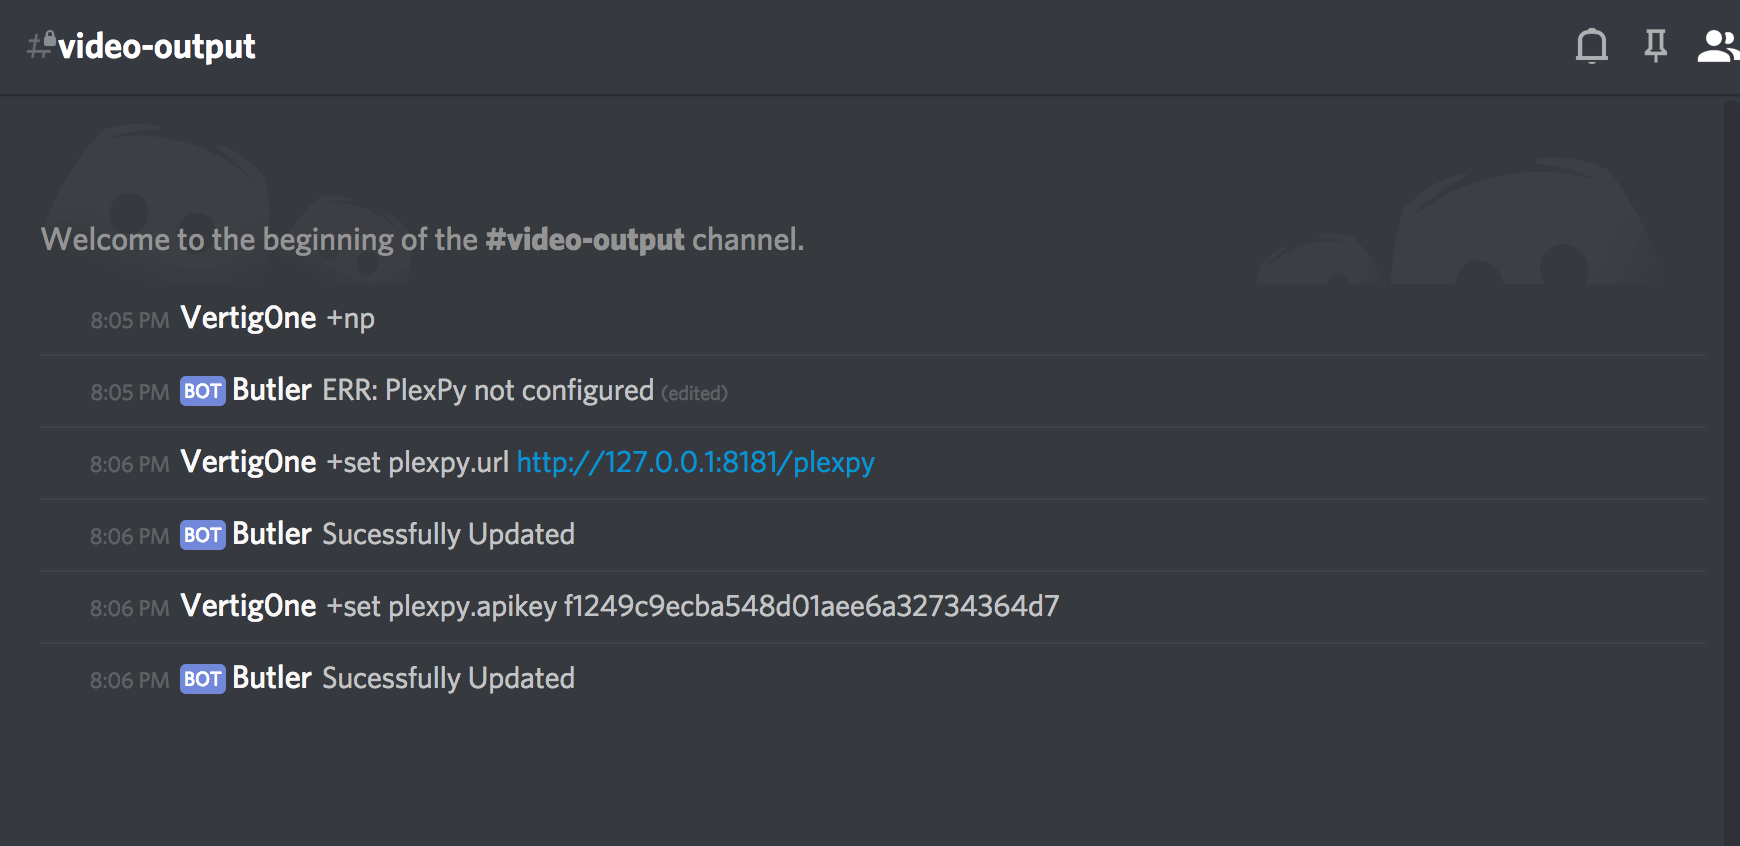 #video-output
Welcome to the beginning of the #video-output channel.
8:05 PM Vertig0ne +np
8:05 PM BOT Butler ERR: PlexPy not configured (edited)
8:06 PM Vertig0ne +set plexpy.url http://127.0.0.1:8181/plexpy
8:06 PM BOT Butler Sucessfully Updated
8:06 PM Vertig0ne +set plexpy.apikey f1249c9ecba548d01aee6a32734364d7
8:06 PM BOT Butler Sucessfully Updated